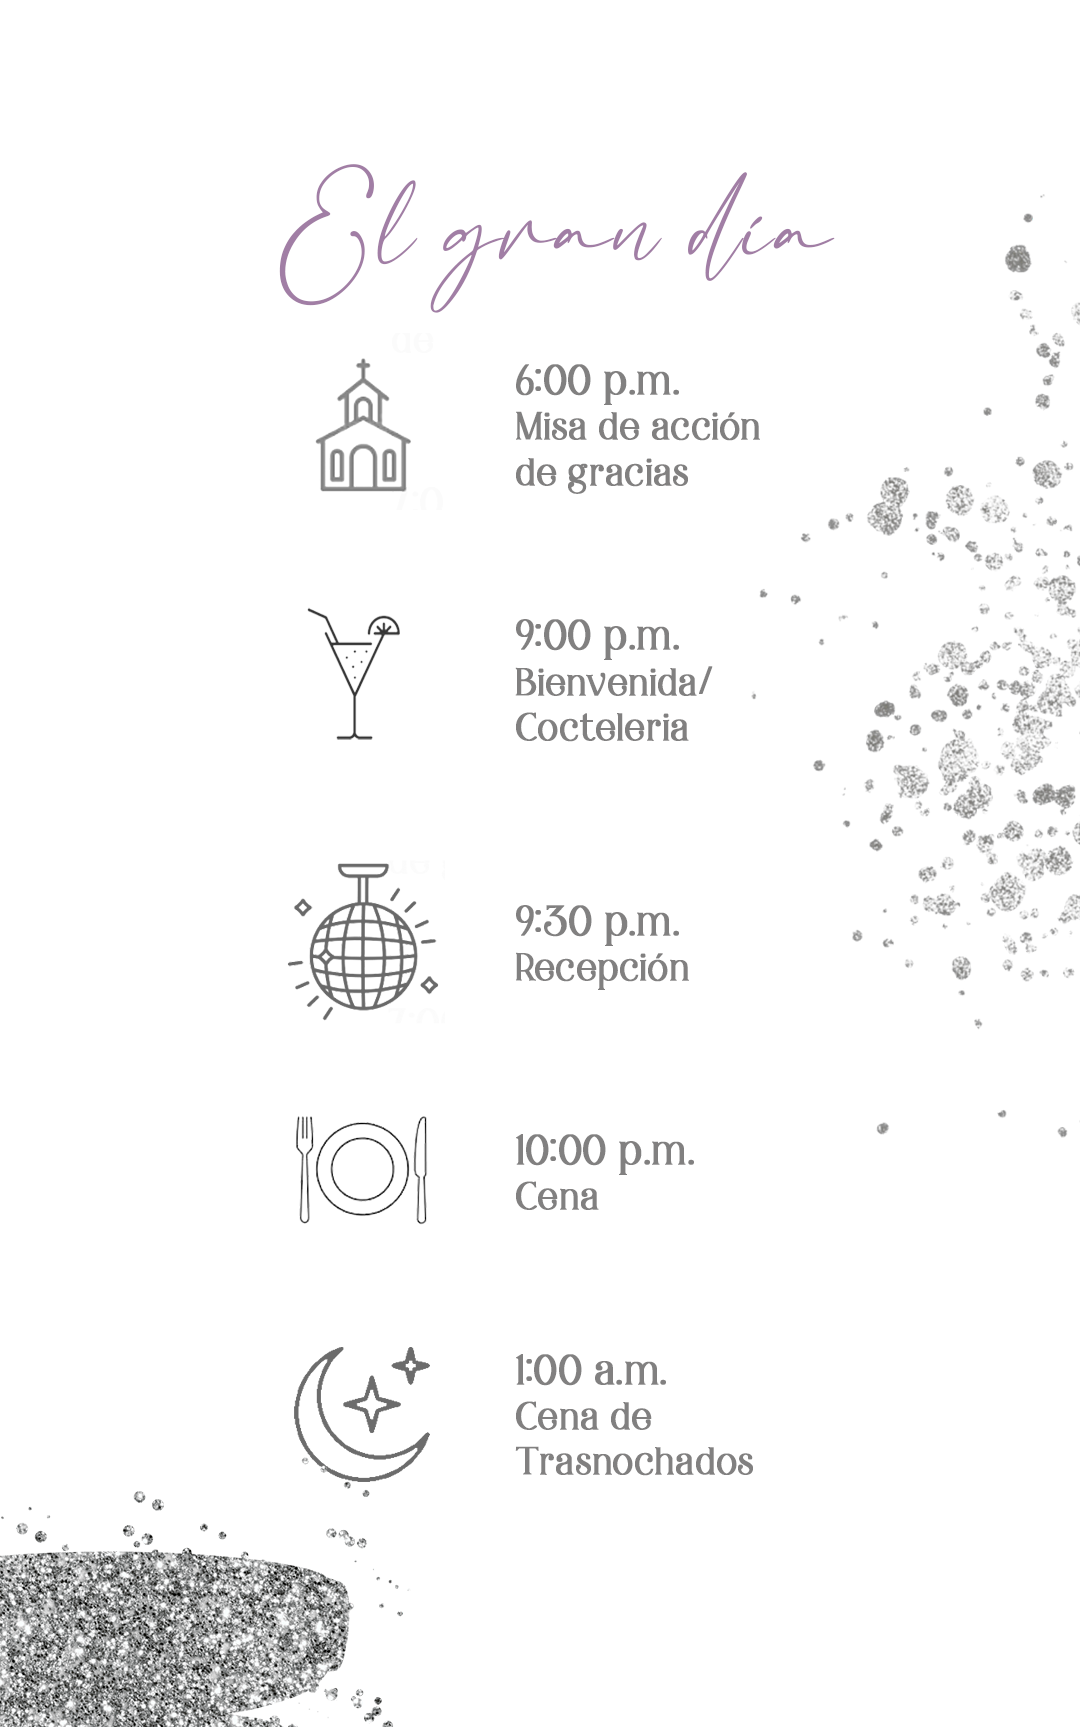 El gran día
6:00 p.m.
Misa de acción
de gracias
9:00 p.m.
Bienvenida/
Cocteleria
9:30 p.m.
Recepción
10:00 p.m.
Cena
1:00 a.m.
Cena de
Trasnochados